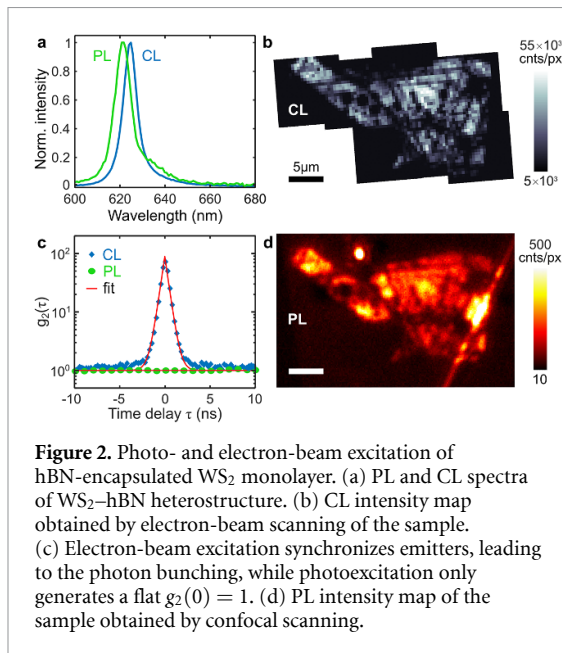 a
PL
CL
Norm. intensity
1
0.8
0.6
0.4
0.2
0
600
620
640
660
680
Wavelength (nm)
b
CL
5μm
55×10³
cnts/px
5×10³
c
CL
PL
fit
g₂(τ)
10²
10¹
10⁰
-10
-5
0
5
10
Time delay τ (ns)
d
PL
500
cnts/px
10
Figure 2. Photo- and electron-beam excitation of
hBN-encapsulated WS₂ monolayer. (a) PL and CL spectra
of WS₂–hBN heterostructure. (b) CL intensity map
obtained by electron-beam scanning of the sample.
(c) Electron-beam excitation synchronizes emitters, leading
to the photon bunching, while photoexcitation only
generates a flat g₂(0) = 1. (d) PL intensity map of the
sample obtained by confocal scanning.